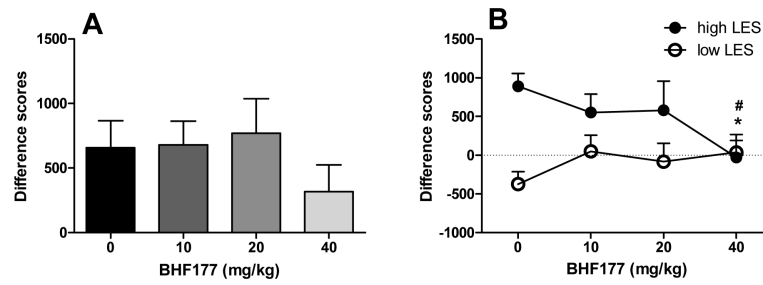 A
1500
1000
500
0
Difference scores
0 10 20 40
BHF177 (mg/kg)
B
high LES
low LES
1500
1000
500
0
-500
-1000
Difference scores
#
*
0 10 20 40
BHF177 (mg/kg)